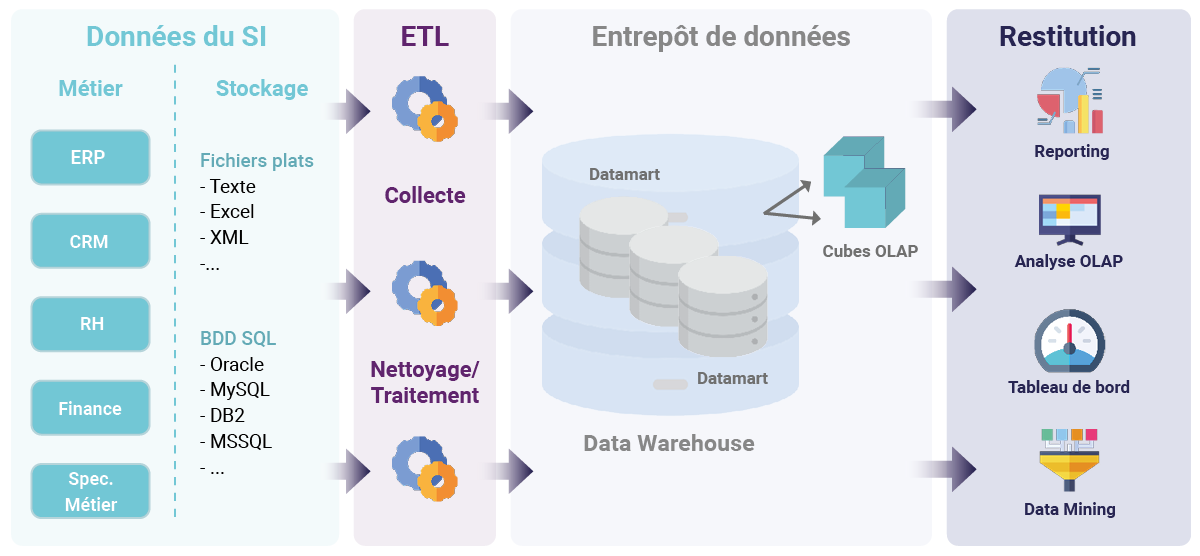 Données du SI
Métier
ERP
CRM
RH
Finance
Spec.
Métier
Stockage
Fichiers plats
- Texte
- Excel
- XML
-...
BDD SQL
- Oracle
- MySQL
- DB2
- MSSQL
- ...
ETL
Collecte
Nettoyage/
Traitement
Entrepôt de données
Datamart
Datamart
Cubes OLAP
Data Warehouse
Restitution
Reporting
Analyse OLAP
Tableau de bord
Data Mining